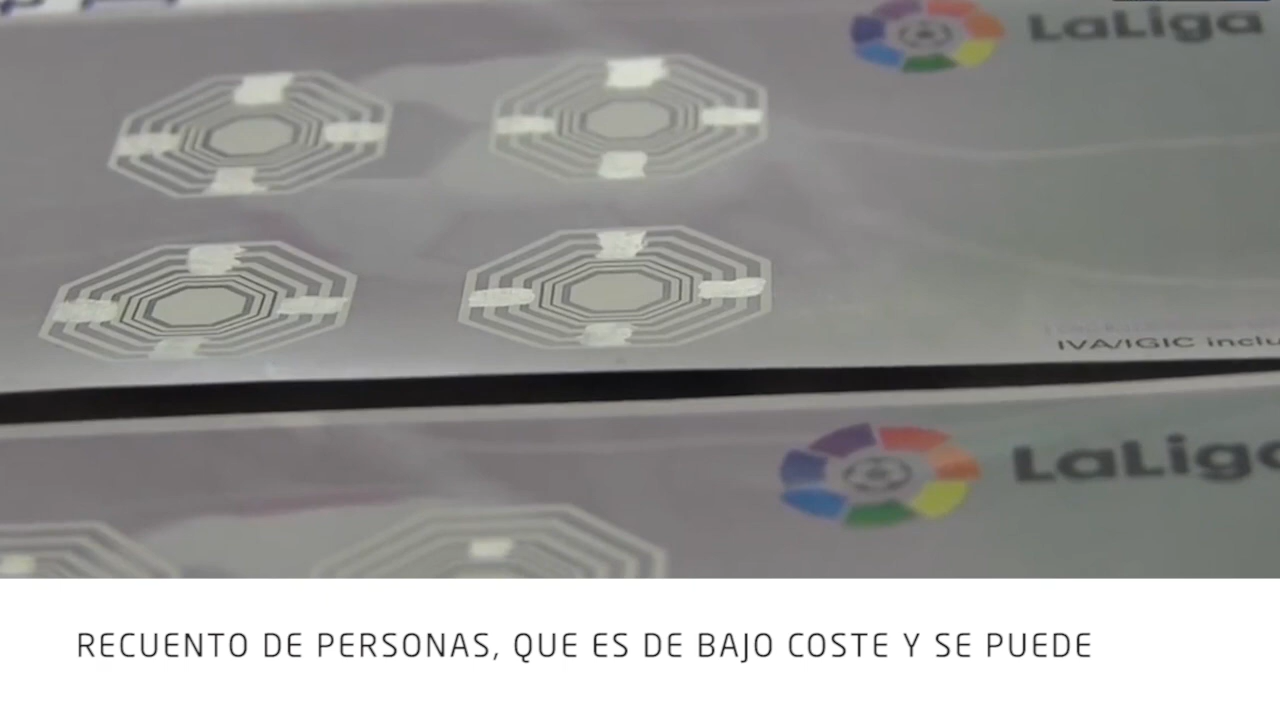 LaLiga
IVA/IGIC inclu
LaLiga
RECUENTO DE PERSONAS, QUE ES DE BAJO COSTE Y SE PUEDE